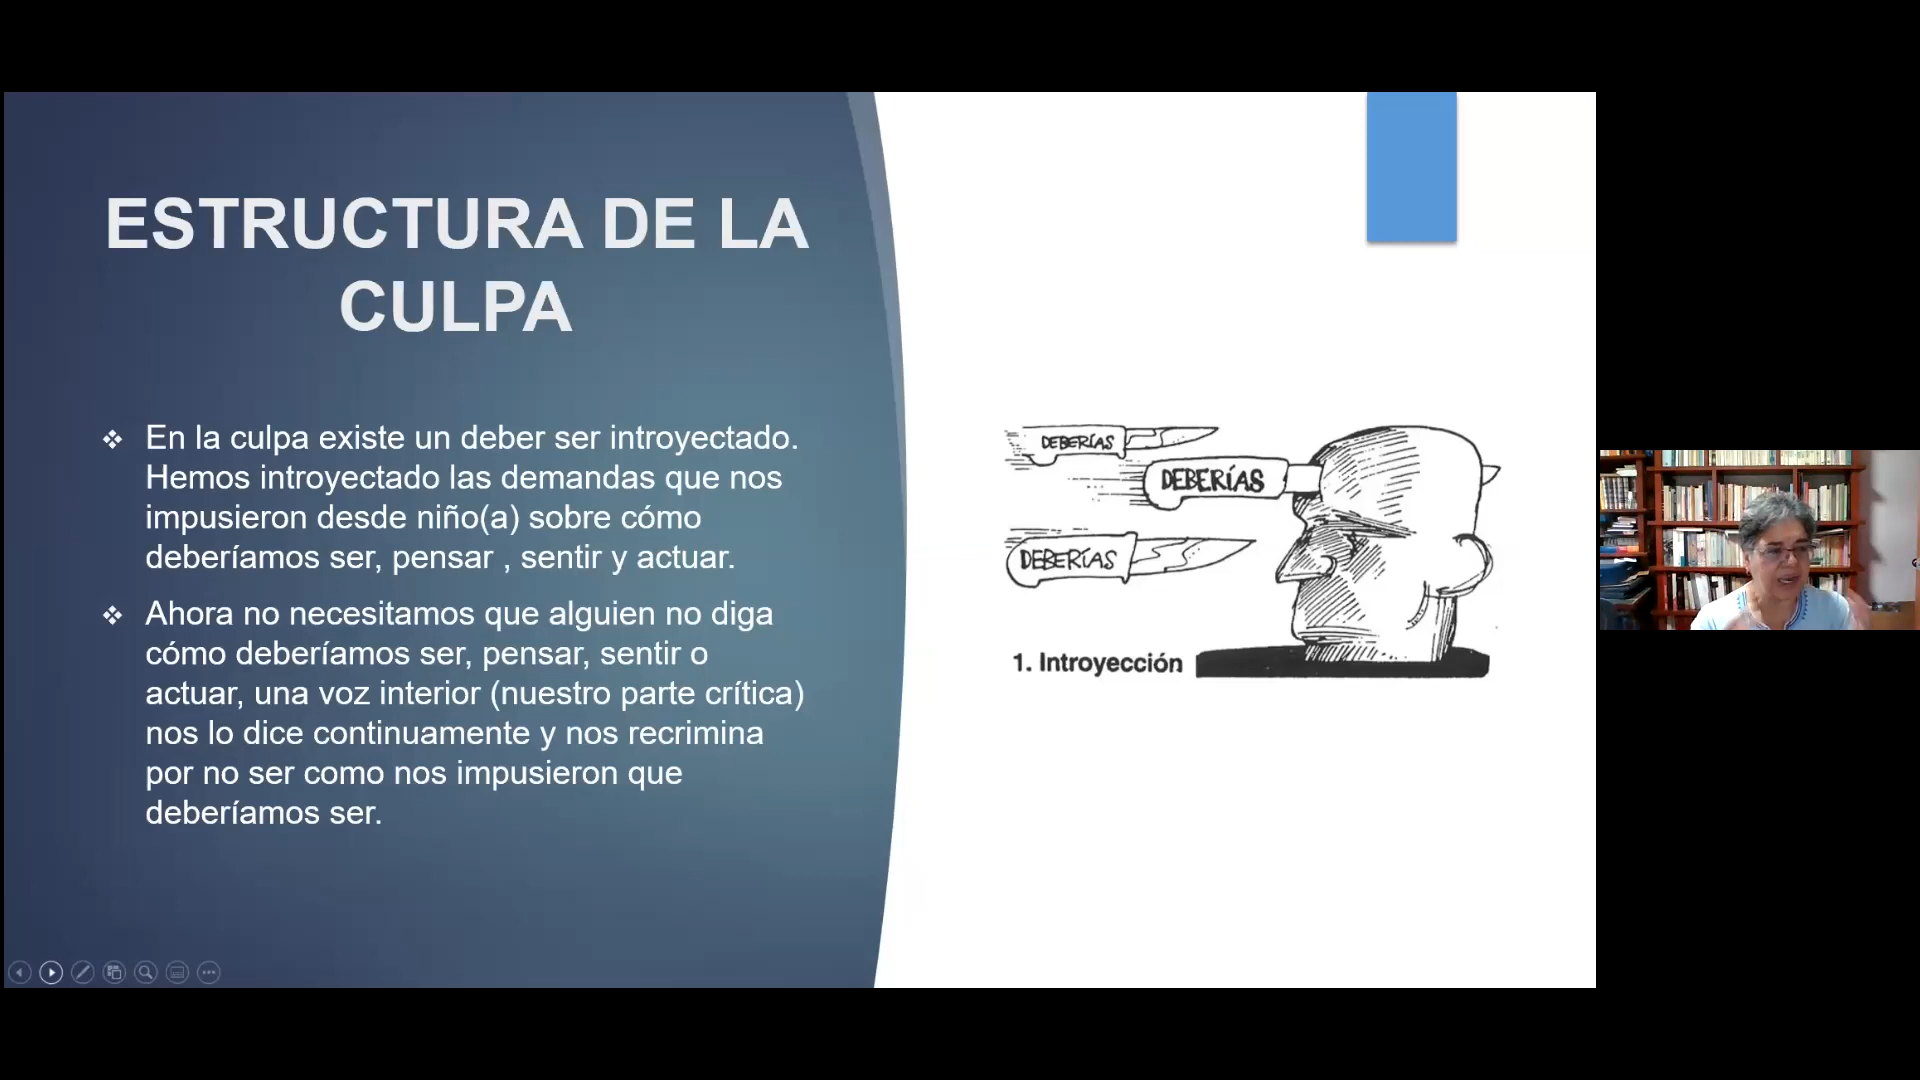 ESTRUCTURA DE LA
CULPA
❖ En la culpa existe un deber ser introyectado.
Hemos introyectado las demandas que nos
impusieron desde niño(a) sobre cómo
deberíamos ser, pensar , sentir y actuar.
❖ Ahora no necesitamos que alguien no diga
cómo deberíamos ser, pensar, sentir o
actuar, una voz interior (nuestro parte crítica)
nos lo dice continuamente y nos recrimina
por no ser como nos impusieron que
deberíamos ser.
DEBERÍAS
DEBERÍAS
DEBERÍAS
1. Introyección